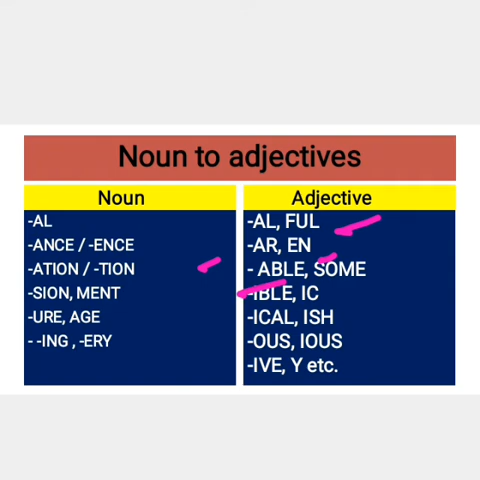 Noun to adjectives
Noun
-AL
-ANCE / -ENCE
-ATION / -TION
-SION, MENT
-URE, AGE
- -ING , -ERY
Adjective
-AL, FUL
-AR, EN
- ABLE, SOME
-IBLE, IC
-ICAL, ISH
-OUS, IOUS
-IVE, Y etc.